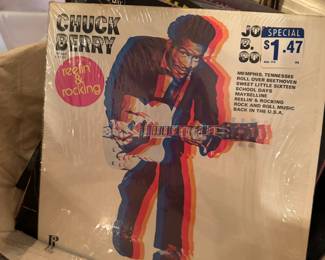 CHUCK
BERRY
reelin' &
rocking
JO
B.
GO
SPECIAL
$1.47
MEMPHIS, TENNESSEE
ROLL OVER BEETHOVEN
SWEET LITTLE SIXTEEN
SCHOOL DAYS
MAYBELLINE
REELIN' & ROCKING
ROCK AND ROLL MUSIC
BACK IN THE U.S.A.